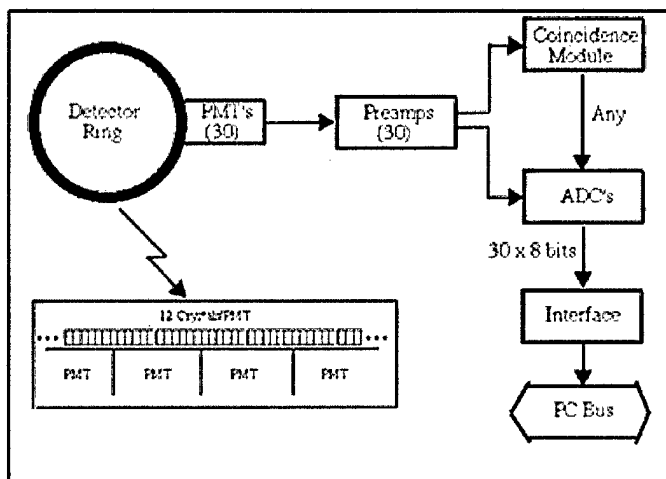 Detector
Ring
PMT's
(30)
Preamps
(30)
Coincidence
Module
Any
ADC's
30 x 8 bits
Interface
PC Bus
12 Crystals/PMT
PMT
PMT
PMT
PMT